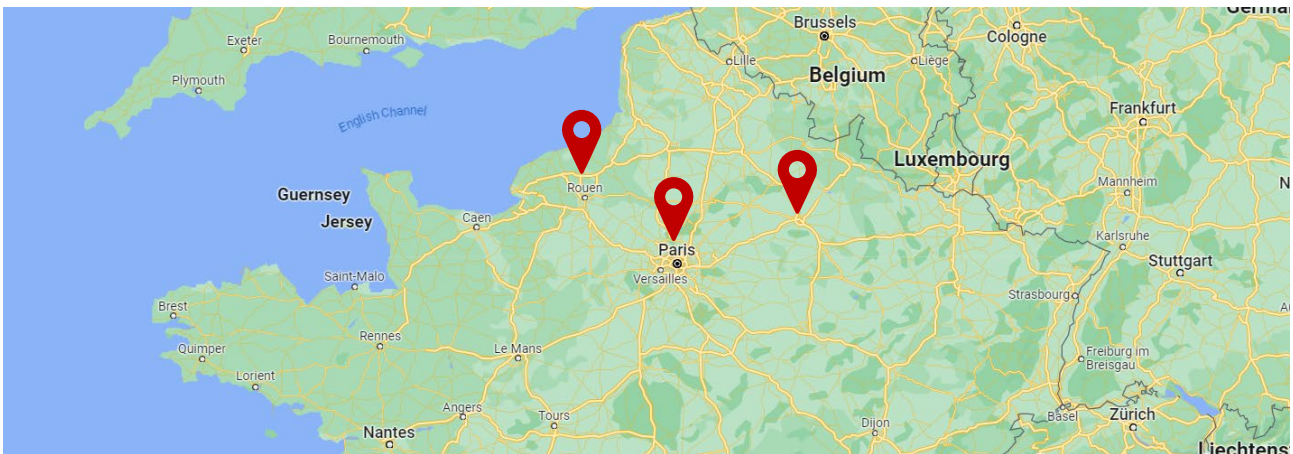 Germa
Brussels
Exeter
Bournemouth
Cologne
Lille
Liège
Belgium
Plymouth
Frankfurt
English Channel
Luxembourg
Rouen
Mannheim
N
Guernsey
Caen
Jersey
Karlsruhe
Paris
Stuttgart
Versailles
Saint-Malo
Strasbourg
Brest
Rennes
Quimper
Le Mans
Freiburg im
Breisgau
Lorient
Angers
Tours
Basel
Zürich
Dijon
Nantes
Liechtens